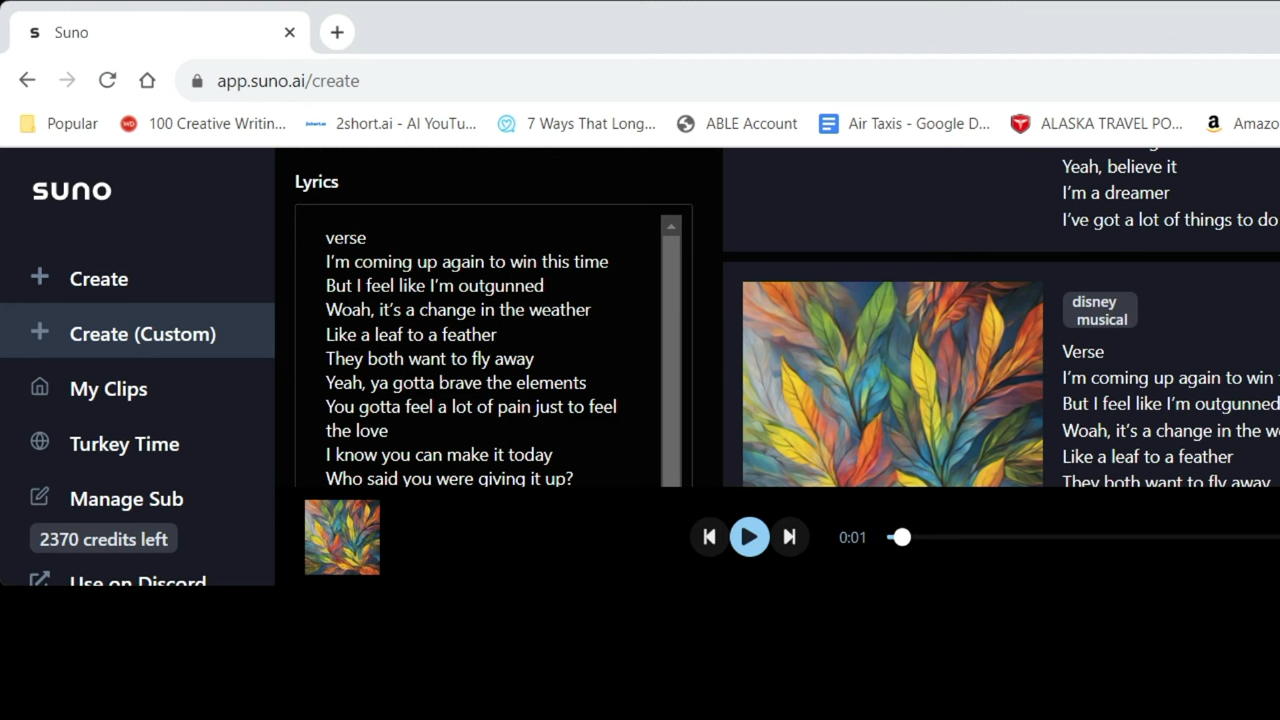 Suno
app.suno.ai/create
Popular
100 Creative Writin...
2short.ai - AI YouTu...
7 Ways That Long...
ABLE Account
Air Taxis - Google D...
ALASKA TRAVEL PO...
Amazo
suno
Create
Create (Custom)
My Clips
Turkey Time
Manage Sub
2370 credits left
Use on Discord
Lyrics
verse
I'm coming up again to win this time
But I feel like I'm outgunned
Woah, it's a change in the weather
Like a leaf to a feather
They both want to fly away
Yeah, ya gotta brave the elements
You gotta feel a lot of pain just to feel
the love
I know you can make it today
Who said you were giving it up?
Yeah, believe it
I'm a dreamer
I've got a lot of things to do
disney
musical
Verse
I'm coming up again to win
But I feel like I'm outgunned
Woah, it's a change in the w
Like a leaf to a feather
They both want to fly away
0:01